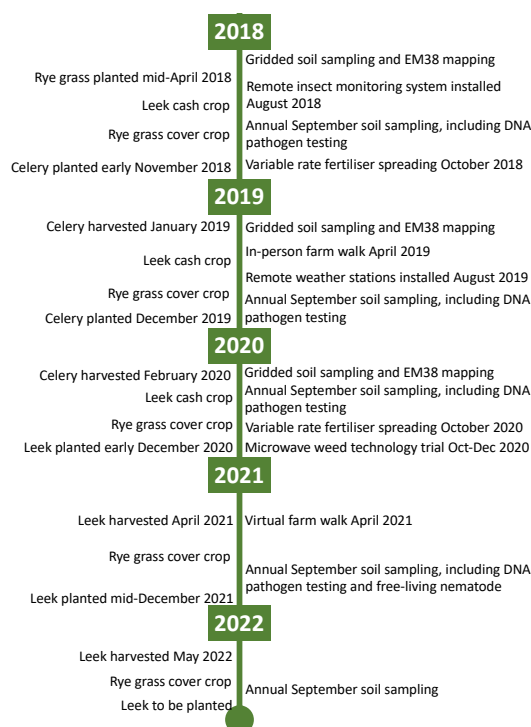 2018
Gridded soil sampling and EM38 mapping
Rye grass planted mid-April 2018
Remote insect monitoring system installed
August 2018
Leek cash crop
Annual September soil sampling, including DNA
pathogen testing
Rye grass cover crop
Celery planted early November 2018
Variable rate fertiliser spreading October 2018
2019
Celery harvested January 2019
Gridded soil sampling and EM38 mapping
In-person farm walk April 2019
Leek cash crop
Remote weather stations installed August 2019
Rye grass cover crop
Annual September soil sampling, including DNA
pathogen testing
Celery planted December 2019
2020
Celery harvested February 2020
Gridded soil sampling and EM38 mapping
Leek cash crop
Annual September soil sampling, including DNA
pathogen testing
Rye grass cover crop
Variable rate fertiliser spreading October 2020
Leek planted early December 2020
Microwave weed technology trial Oct-Dec 2020
2021
Leek harvested April 2021
Virtual farm walk April 2021
Rye grass cover crop
Annual September soil sampling, including DNA
pathogen testing and free-living nematode
Leek planted mid-December 2021
2022
Leek harvested May 2022
Rye grass cover crop
Annual September soil sampling
Leek to be planted